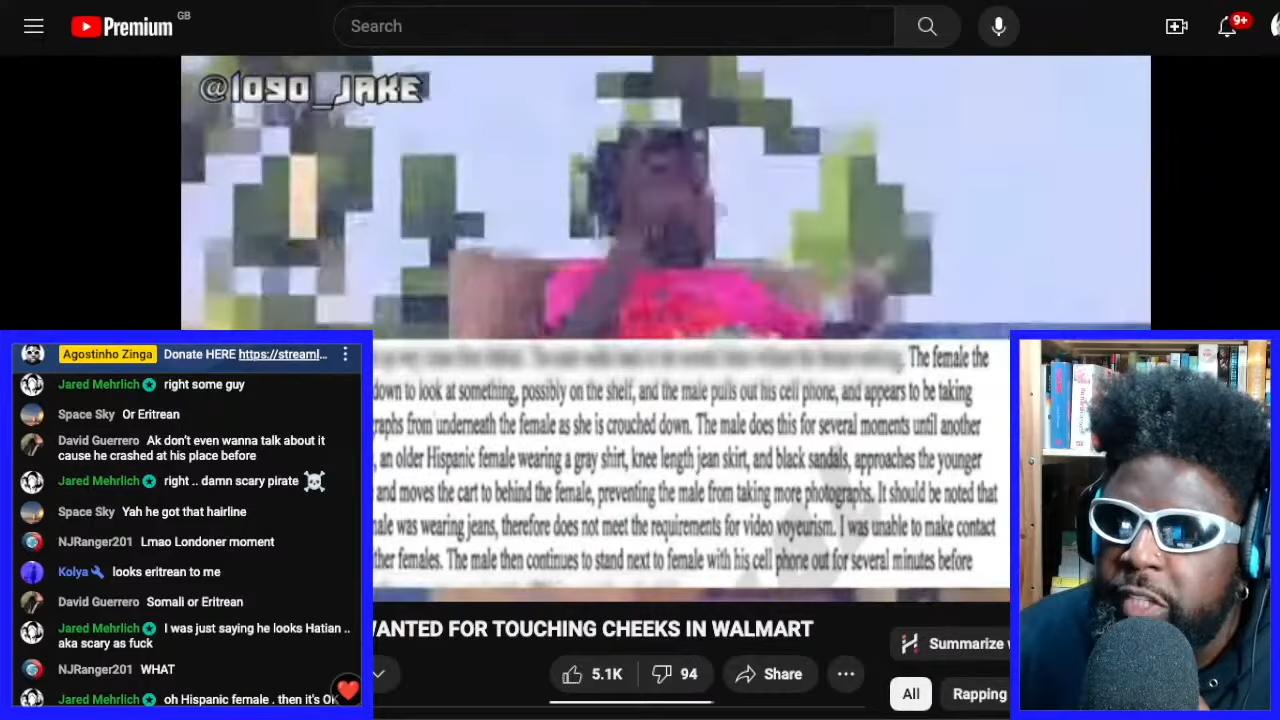 Premium
GB
Search
9+
@1090_JAKE
The female the
down to look at something, possibly on the shelf, and the male pulls out his cell phone, and appears to be taking
raphs from underneath the female as she is crouched down. The male does this for several moments until another
, an older Hispanic female wearing a gray shirt, knee length jean skirt, and black sandals, approaches the younger
and moves the cart to behind the female, preventing the male from taking more photographs. It should be noted that
ale was wearing jeans, therefore does not meet the requirements for video voyeurism. I was unable to make contact
ther females. The male then continues to stand next to female with his cell phone out for several minutes before
Agostinho Zinga Donate HERE https://streaml...
Jared Mehrlich right some guy
Space Sky Or Eritrean
David Guerrero Ak don't even wanna talk about it
cause he crashed at his place before
Jared Mehrlich right .. damn scary pirate
Space Sky Yah he got that hairline
NJRanger201 Lmao Londoner moment
Kolya looks eritrean to me
David Guerrero Somali or Eritrean
Jared Mehrlich I was just saying he looks Hatian ..
aka scary as fuck
NJRanger201 WHAT
Jared Mehrlich oh Hispanic female . then it's OK
WANTED FOR TOUCHING CHEEKS IN WALMART
5.1K
94
Share
Summarize
All
Rapping